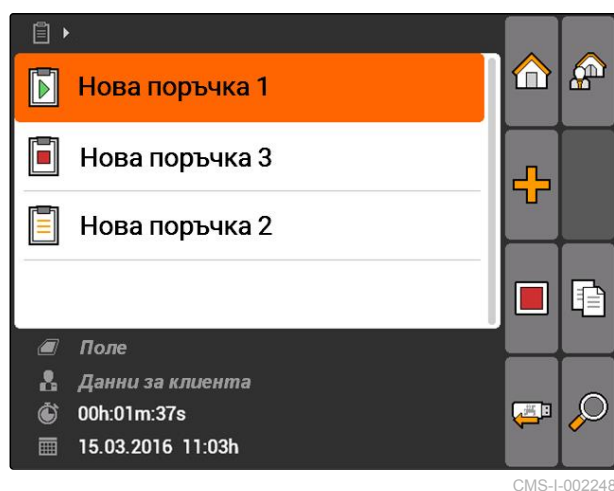 Нова поръчка 1
Нова поръчка 3
Нова поръчка 2
Поле
Данни за клиента
00h:01m:37s
15.03.2016 11:03h
CMS-I-002248